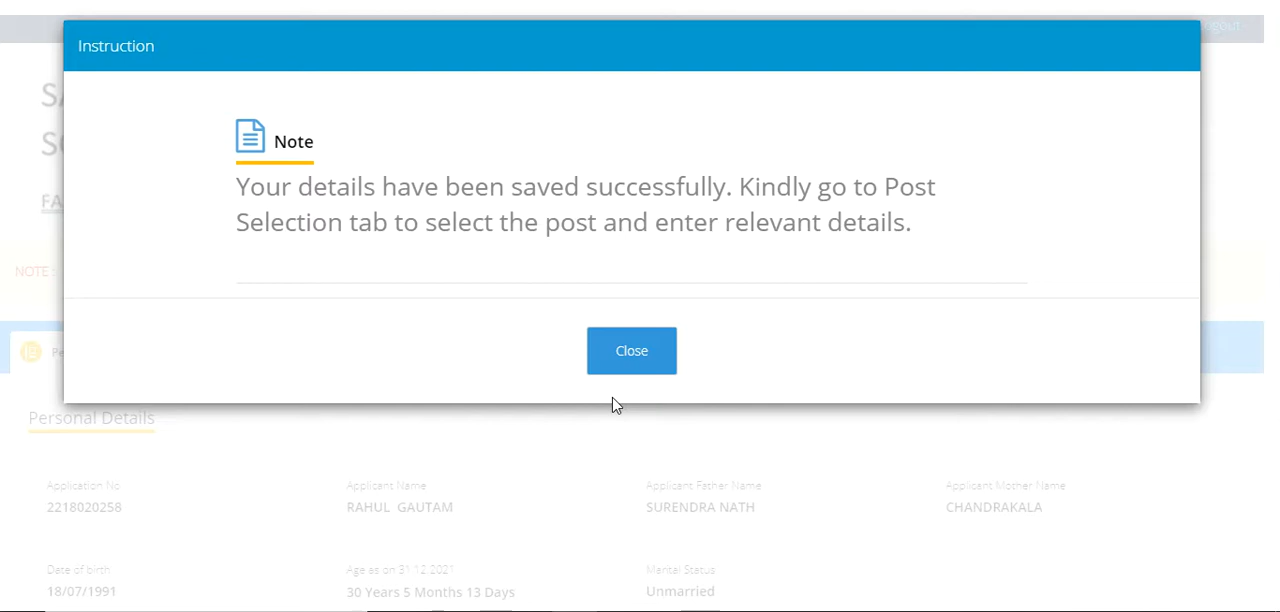 Logout
Instruction
Note
Your details have been saved successfully. Kindly go to Post
Selection tab to select the post and enter relevant details.
NOTE:
Close
Personal Details
Application No Applicant Name Applicant Father Name Applicant Mother Name
2218020258 RAHUL GAUTAM SURENDRA NATH CHANDRAKALA
Date of birth Age as on 31.12.2021 Merital Status
18/07/1991 30 Years 5 Months 13 Days Unmarried